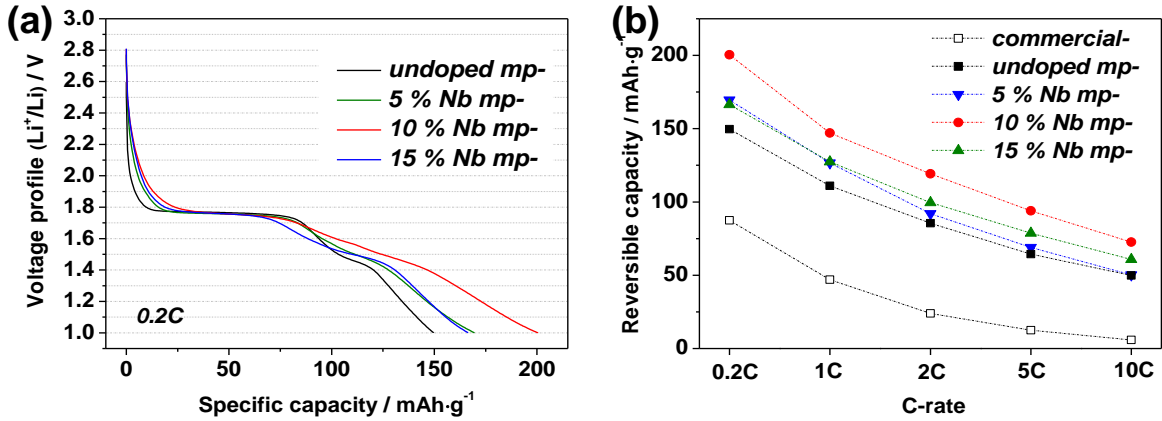 (a)
Voltage profile (Li⁺/Li) / V
3.0
2.8
2.6
2.4
2.2
2.0
1.8
1.6
1.4
1.2
1.0
undoped mp-
5 % Nb mp-
10 % Nb mp-
15 % Nb mp-
0.2C
0 50 100 150 200
Specific capacity / mAh·g⁻¹
(b)
Reversible capacity / mAh·g⁻¹
200
150
100
50
0
commercial-
undoped mp-
5 % Nb mp-
10 % Nb mp-
15 % Nb mp-
0.2C 1C 2C 5C 10C
C-rate